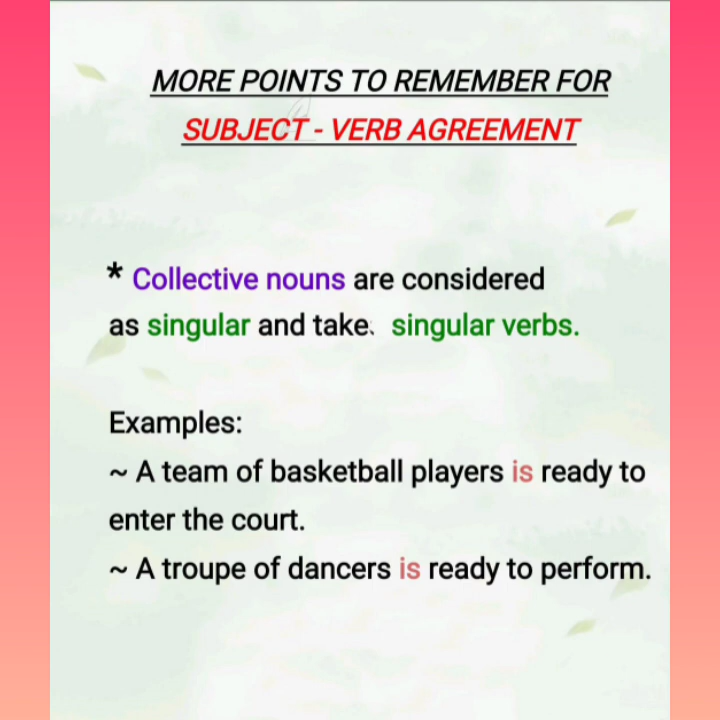 MORE POINTS TO REMEMBER FOR
SUBJECT - VERB AGREEMENT
* Collective nouns are considered
as singular and take、 singular verbs.
Examples:
~ A team of basketball players is ready to
enter the court.
~ A troupe of dancers is ready to perform.